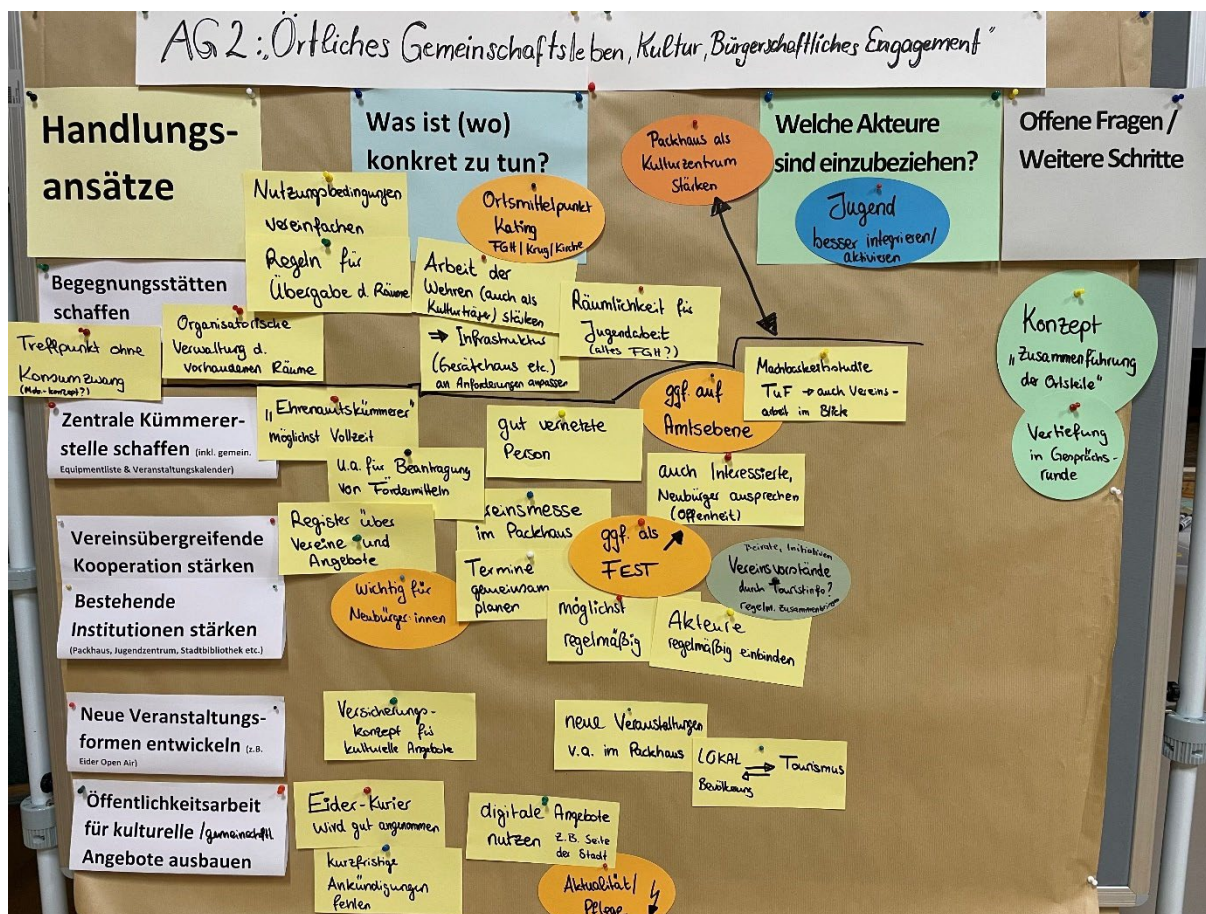 AG 2: „Örtliches Gemeinschaftsleben, Kultur, Bürgerschaftliches Engagement"
Handlungs-
ansätze
Was ist (wo)
konkret zu tun?
Welche Akteure
sind einzubeziehen?
Offene Fragen /
Weitere Schritte
Packhaus als
Kulturzentrum
Stärken
Jugend
besser integrieren/
aktivieren
Nutzungsbedingungen
vereinfachen
Ortsmittelpunkt
Kating
FGH/Krug/Kirche
Begegnungsstätten
schaffen
Regeln für
Übergabe d. Räume
Arbeit der
Wehren (auch als
Kulturträger) stärken
→ Infrastruktur
(Gerätehaus etc.)
an Anforderungen anpassen
Räumlichkeit für
Jugendarbeit
(altes FGH?)
Treffpunkt ohne
Konsumzwang
Organisatorische
Verwaltung d.
vorhandenen Räume
Machbarkeitsstudie
TuF → auch Vereins-
arbeit im Blick
Konzept
„Zusammenführung
der Ortsteile"
Vertiefung
in Gesprächs-
runde
Zentrale Kümmerer-
stelle schaffen (inkl. gemein.
Equipmentliste & Veranstaltungskalender)
„Ehrenamtskümmerer"
möglichst Vollzeit
gut vernetzte
Person
ggf. auf
Amtsebene
u.a. für Beantragung
von Fördermitteln
auch Interessierte,
Neubürger ansprechen
(Offenheit)
Vereinsübergreifende
Kooperation stärken
Register über
Vereine und
Angebote
reinsmesse
im Packhaus
ggf. als
FEST
Beiräte, Initiativen
Vereinsvorstände
durch Touristinfo?
regelm.
Bestehende
Institutionen stärken
(Packhaus, Jugendzentrum, Stadtbibliothek etc.)
wichtig für
Neubürger:innen
Termine
gemeinsam
planen
möglichst
regelmäßig
Akteure
regelmäßig einbinden
Neue Veranstaltungs-
formen entwickeln (z.B.
Eider Open Air)
Versicherungs-
konzept für
kulturelle Angebote
neue Veranstaltungen
v.a. im Packhaus
LOKAL → Tourismus
Bevölkerung
Öffentlichkeitsarbeit
für kulturelle /gemeinschaftl.
Angebote ausbauen
Eider-Kurier
wird gut angenommen
digitale Angebote
nutzen z.B. Seite
der Stadt
kurzfristige
Ankündigungen
fehlen
Aktualität/
Pflege